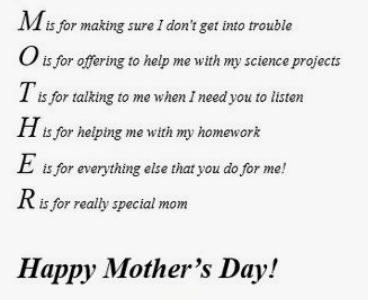 M is for making sure I don't get into trouble
O is for offering to help me with my science projects
T is for talking to me when I need you to listen
H is for helping me with my homework
E is for everything else that you do for me!
R is for really special mom
Happy Mother's Day!